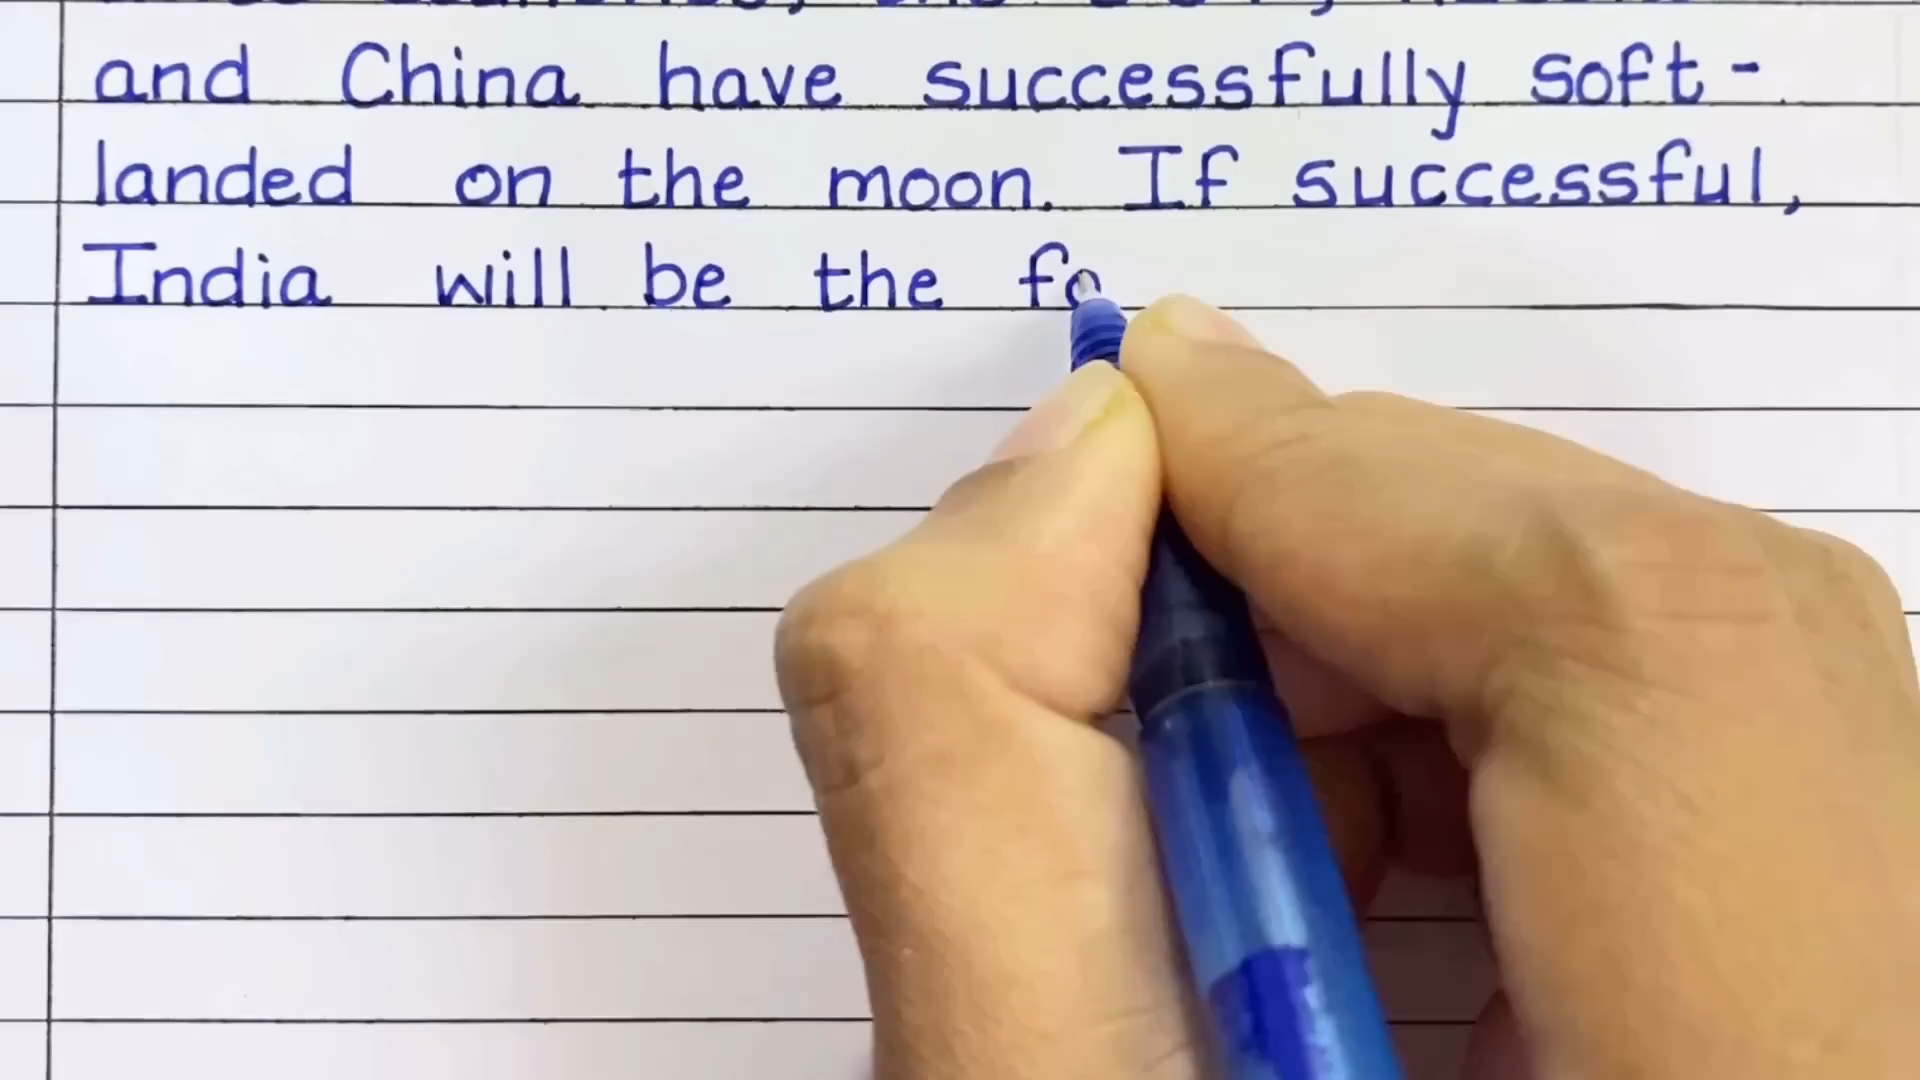 and China have successfully soft-
landed on the moon. If successful,
India will be the fo